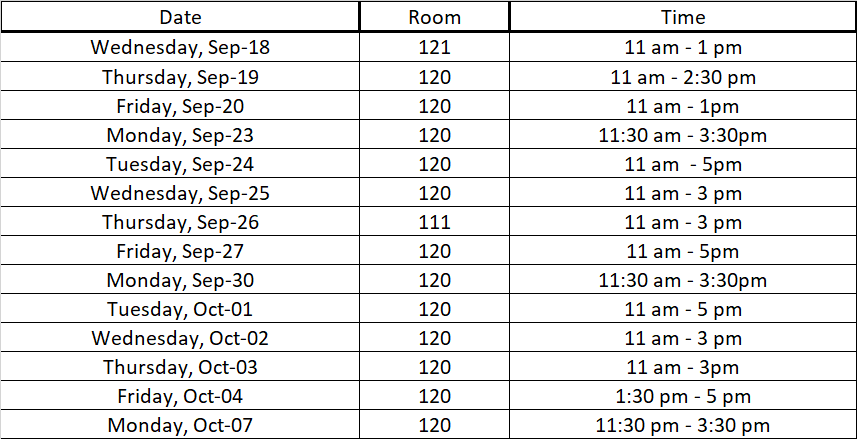 Date Room Time
Wednesday, Sep-18 121 11 am - 1 pm
Thursday, Sep-19 120 11 am - 2:30 pm
Friday, Sep-20 120 11 am - 1pm
Monday, Sep-23 120 11:30 am - 3:30pm
Tuesday, Sep-24 120 11 am  - 5pm
Wednesday, Sep-25 120 11 am - 3 pm
Thursday, Sep-26 111 11 am - 3 pm
Friday, Sep-27 120 11 am - 5pm
Monday, Sep-30 120 11:30 am - 3:30pm
Tuesday, Oct-01 120 11 am - 5 pm
Wednesday, Oct-02 120 11 am - 3 pm
Thursday, Oct-03 120 11 am - 3pm
Friday, Oct-04 120 1:30 pm - 5 pm
Monday, Oct-07 120 11:30 pm - 3:30 pm